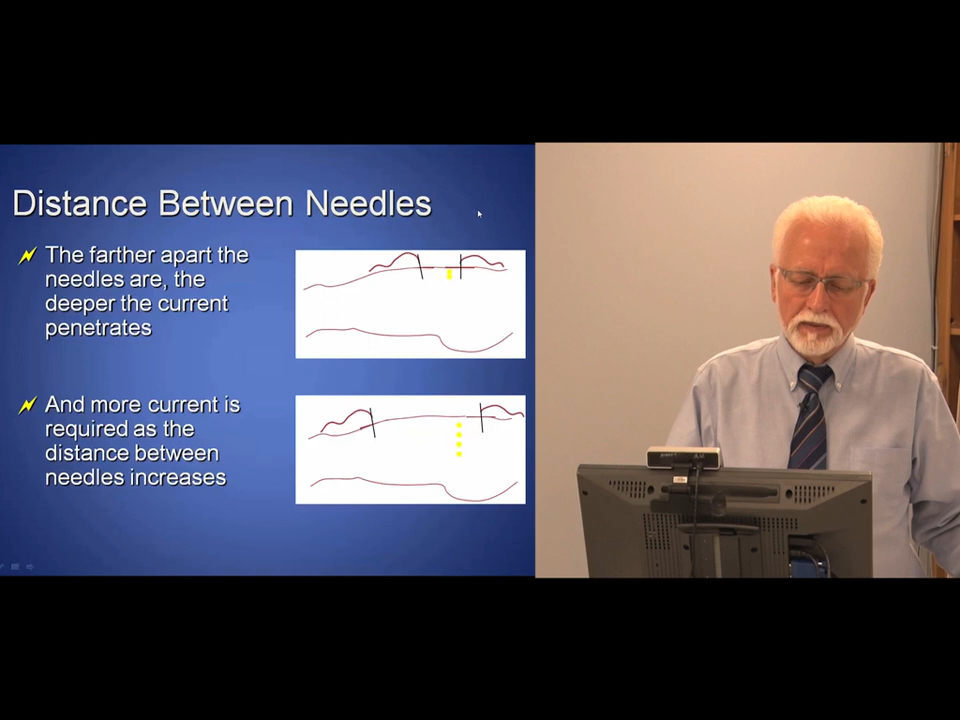 Distance Between Needles
The farther apart the
needles are, the
deeper the current
penetrates
And more current is
required as the
distance between
needles increases